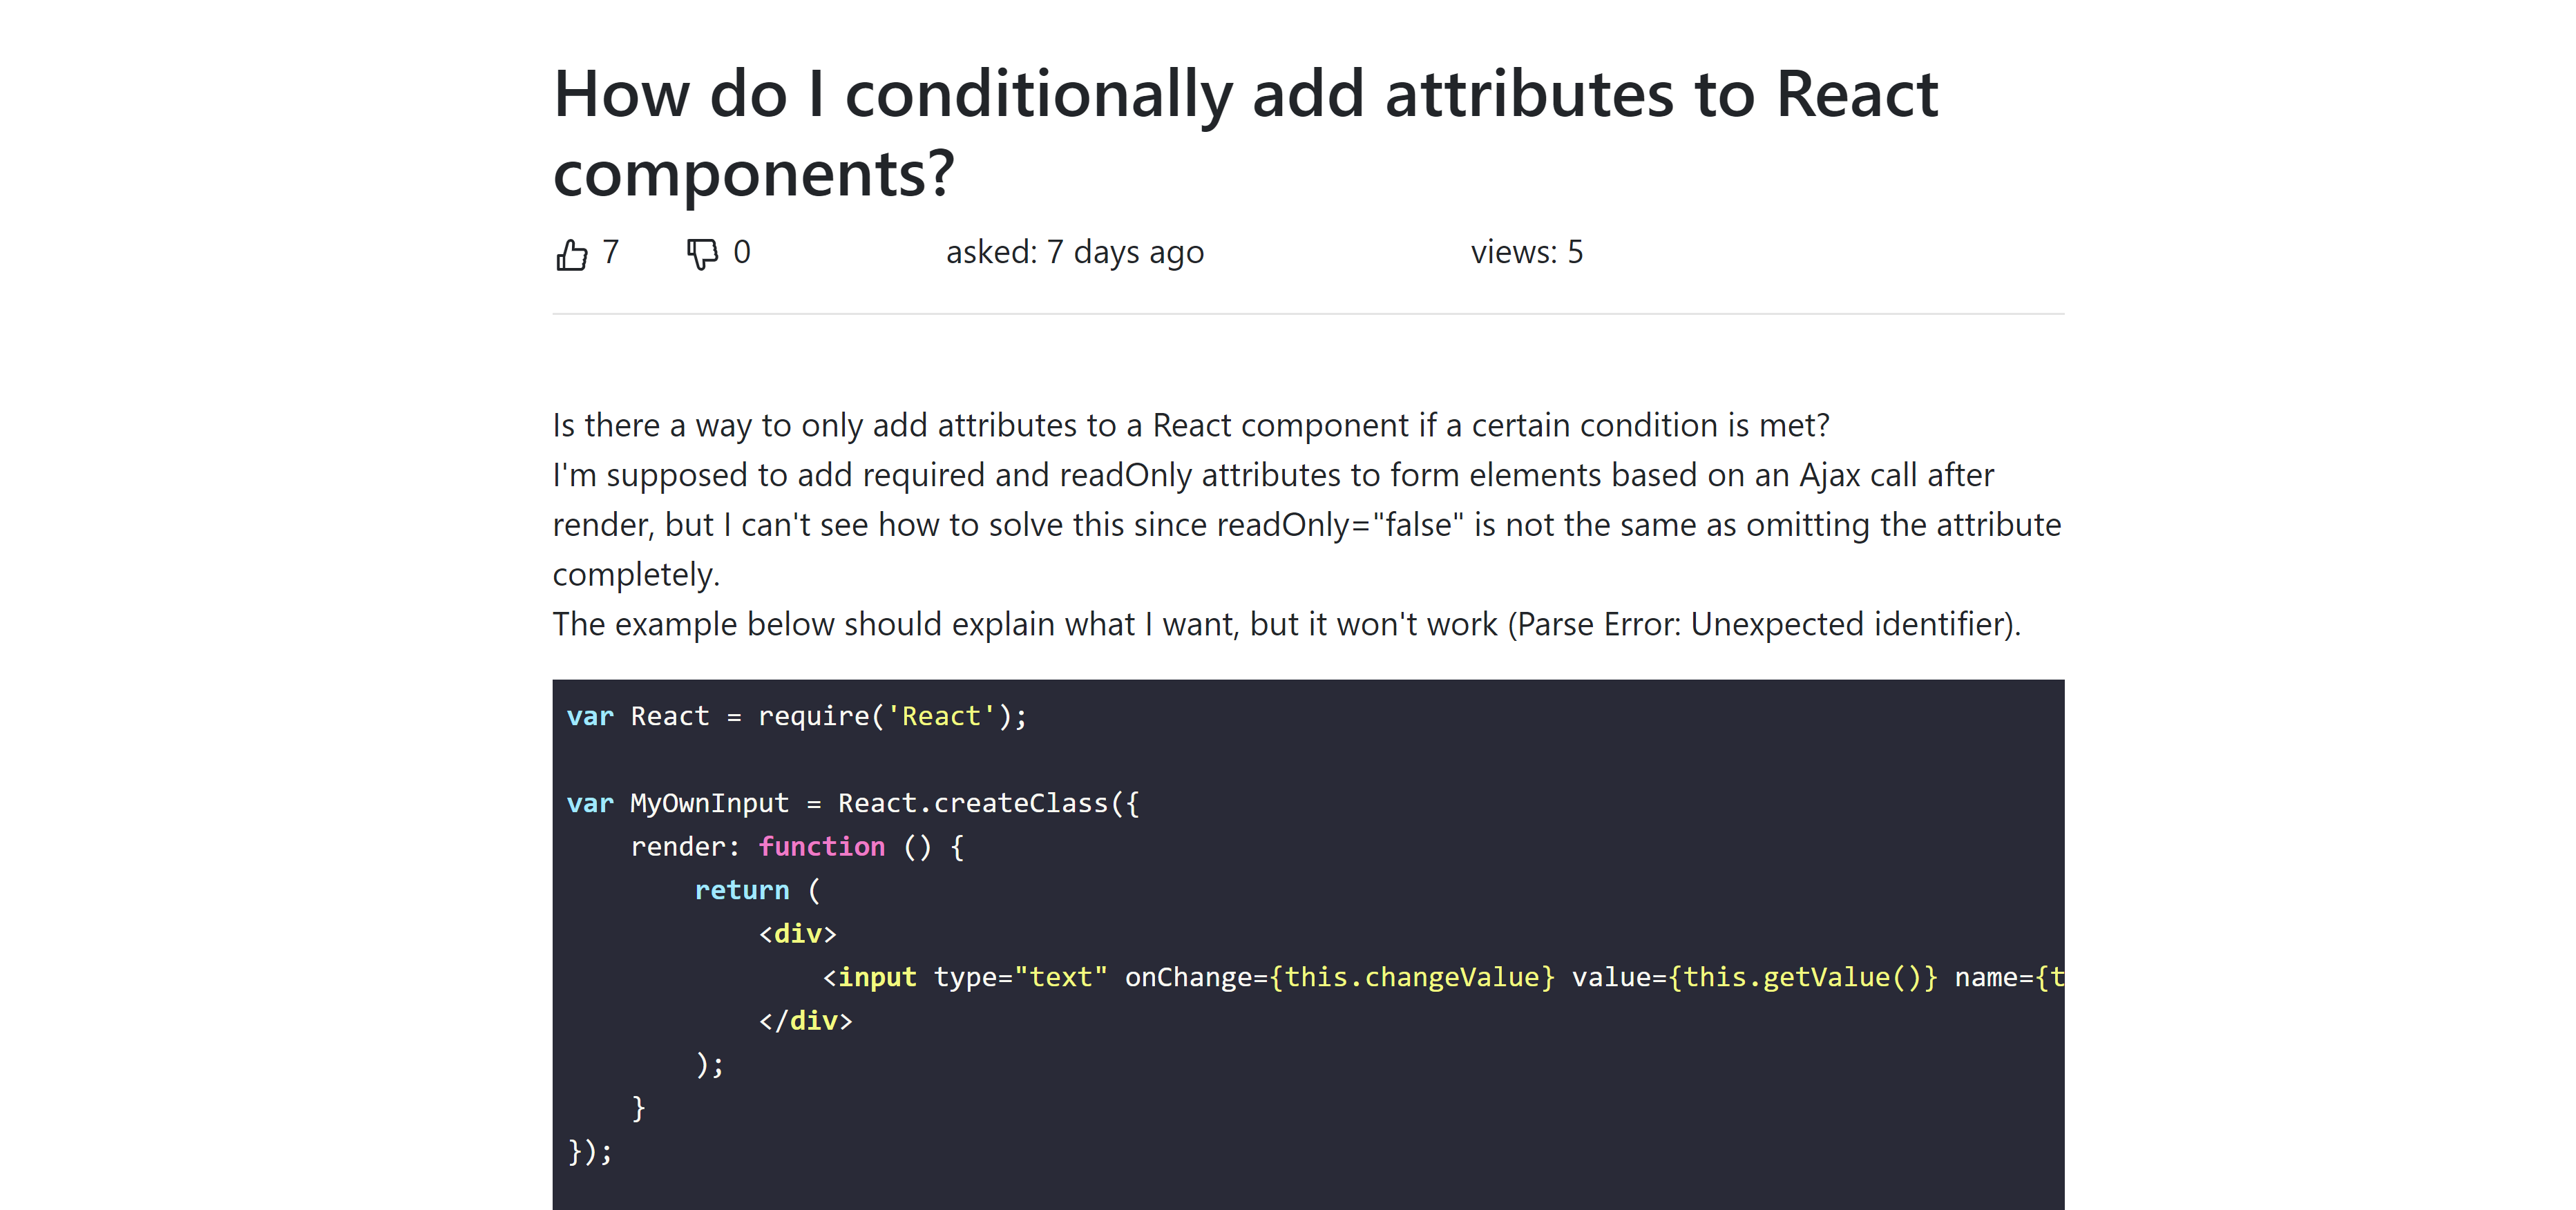 How do I conditionally add attributes to React
components?
7 0 asked: 7 days ago views: 5
Is there a way to only add attributes to a React component if a certain condition is met?
I'm supposed to add required and readOnly attributes to form elements based on an Ajax call after
render, but I can't see how to solve this since readOnly="false" is not the same as omitting the attribute
completely.
The example below should explain what I want, but it won't work (Parse Error: Unexpected identifier).
var React = require('React');
var MyOwnInput = React.createClass({
render: function () {
return (
<div>
<input type="text" onChange={this.changeValue} value={this.getValue()} name={t
</div>
);
}
});